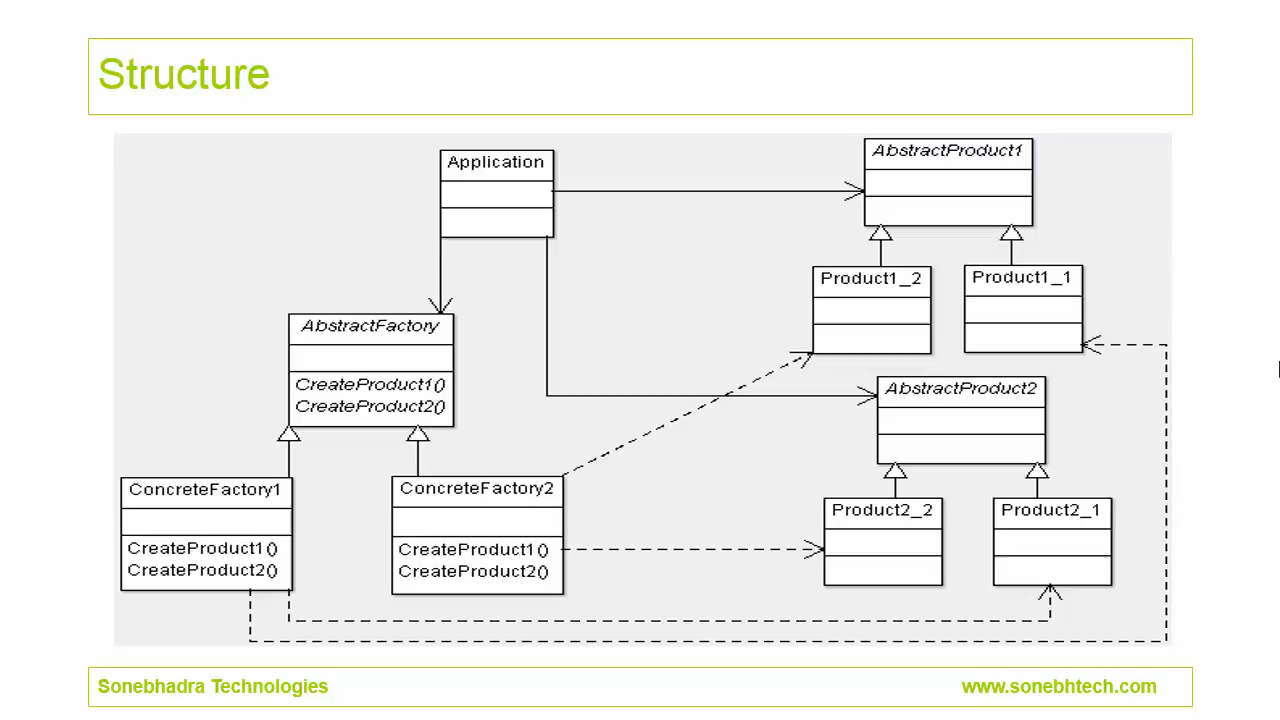 Structure
Application
AbstractProduct1
Product1_2
Product1_1
AbstractFactory
CreateProduct1()
CreateProduct2()
AbstractProduct2
ConcreteFactory1
CreateProduct1()
CreateProduct2()
ConcreteFactory2
CreateProduct1()
CreateProduct2()
Product2_2
Product2_1
Sonebhadra Technologies
www.sonebhtech.com